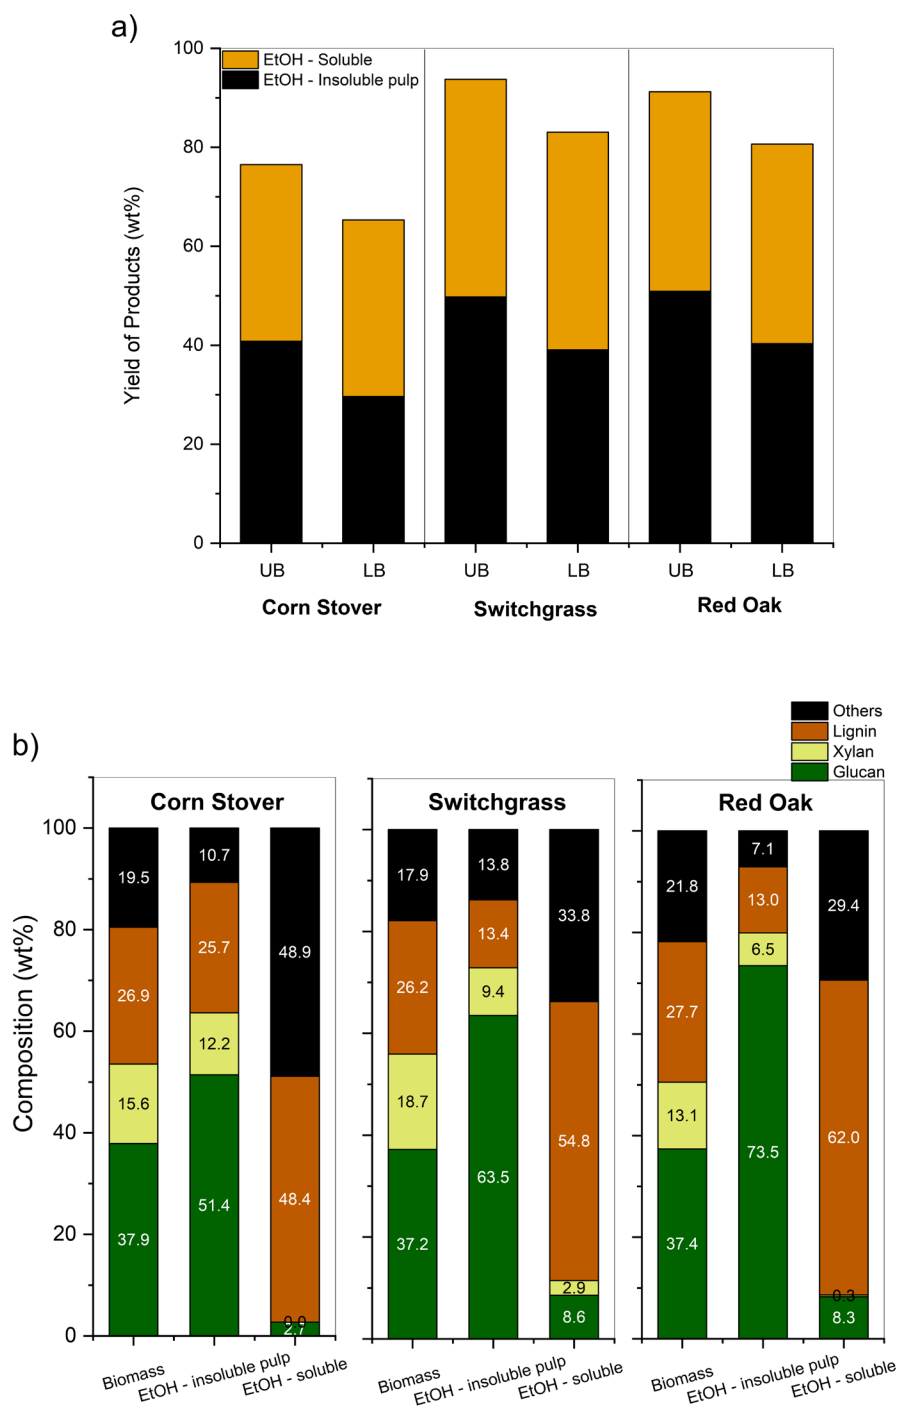 a)
100
80
60
40
20
0
Yield of Products (wt%)
EtOH - Soluble
EtOH - Insoluble pulp
UB LB UB LB UB LB
Corn Stover Switchgrass Red Oak
b)
Others
Lignin
Xylan
Glucan
Composition (wt%)
100
80
60
40
20
0
Corn Stover
19.5 10.7 48.9
26.9 25.7 48.4
15.6 12.2 0.0
37.9 51.4 2.7
Biomass EtOH - insoluble pulp EtOH - soluble
Switchgrass
17.9 13.8 33.8
26.2 13.4 54.8
18.7 9.4 2.9
37.2 63.5 8.6
Biomass EtOH - insoluble pulp EtOH - soluble
Red Oak
21.8 7.1 29.4
27.7 13.0 62.0
13.1 6.5 0.3
37.4 73.5 8.3
Biomass EtOH - insoluble pulp EtOH - soluble